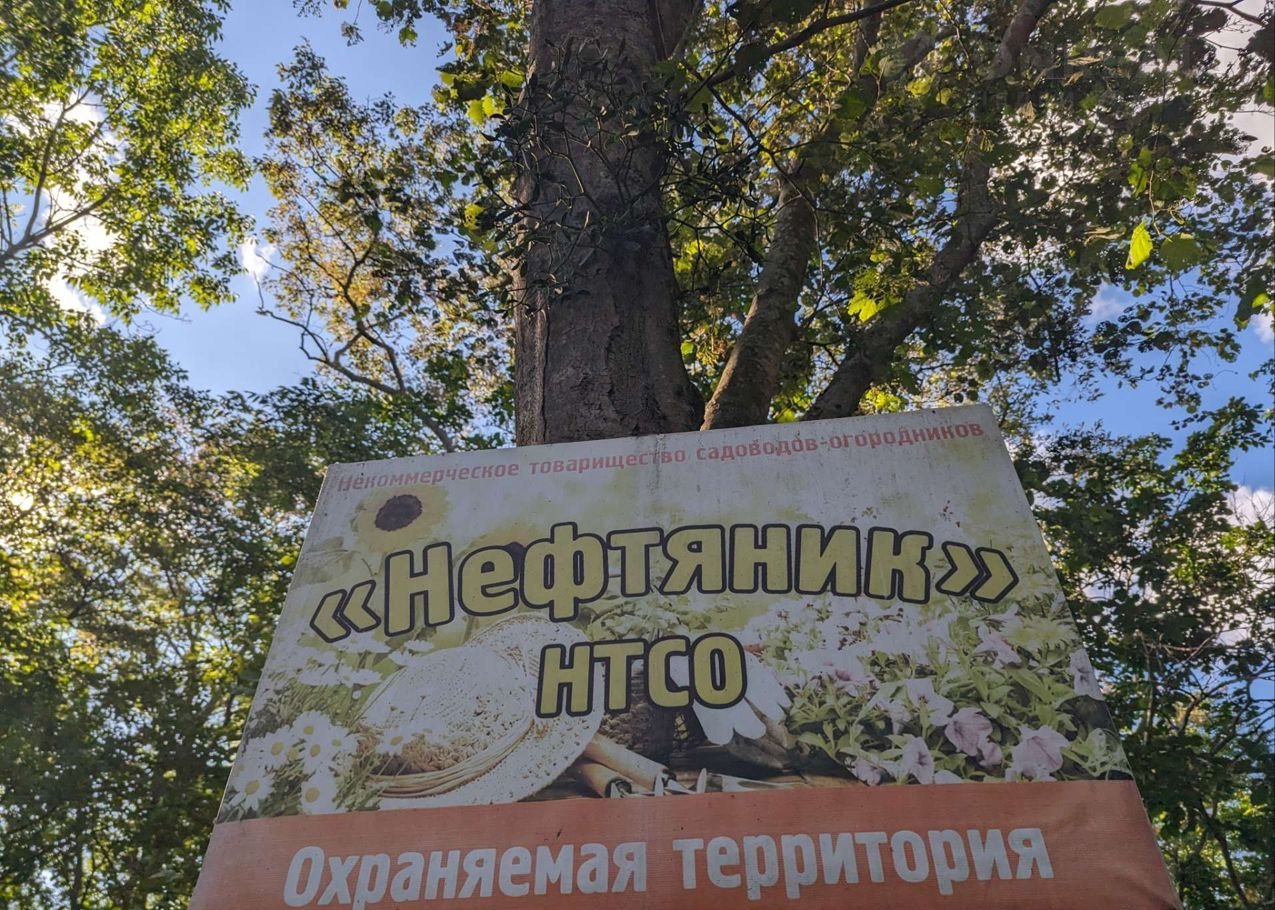 Некоммерческое товарищество садоводов-огородников
«Нефтяник»
НТСО
Охраняемая территория